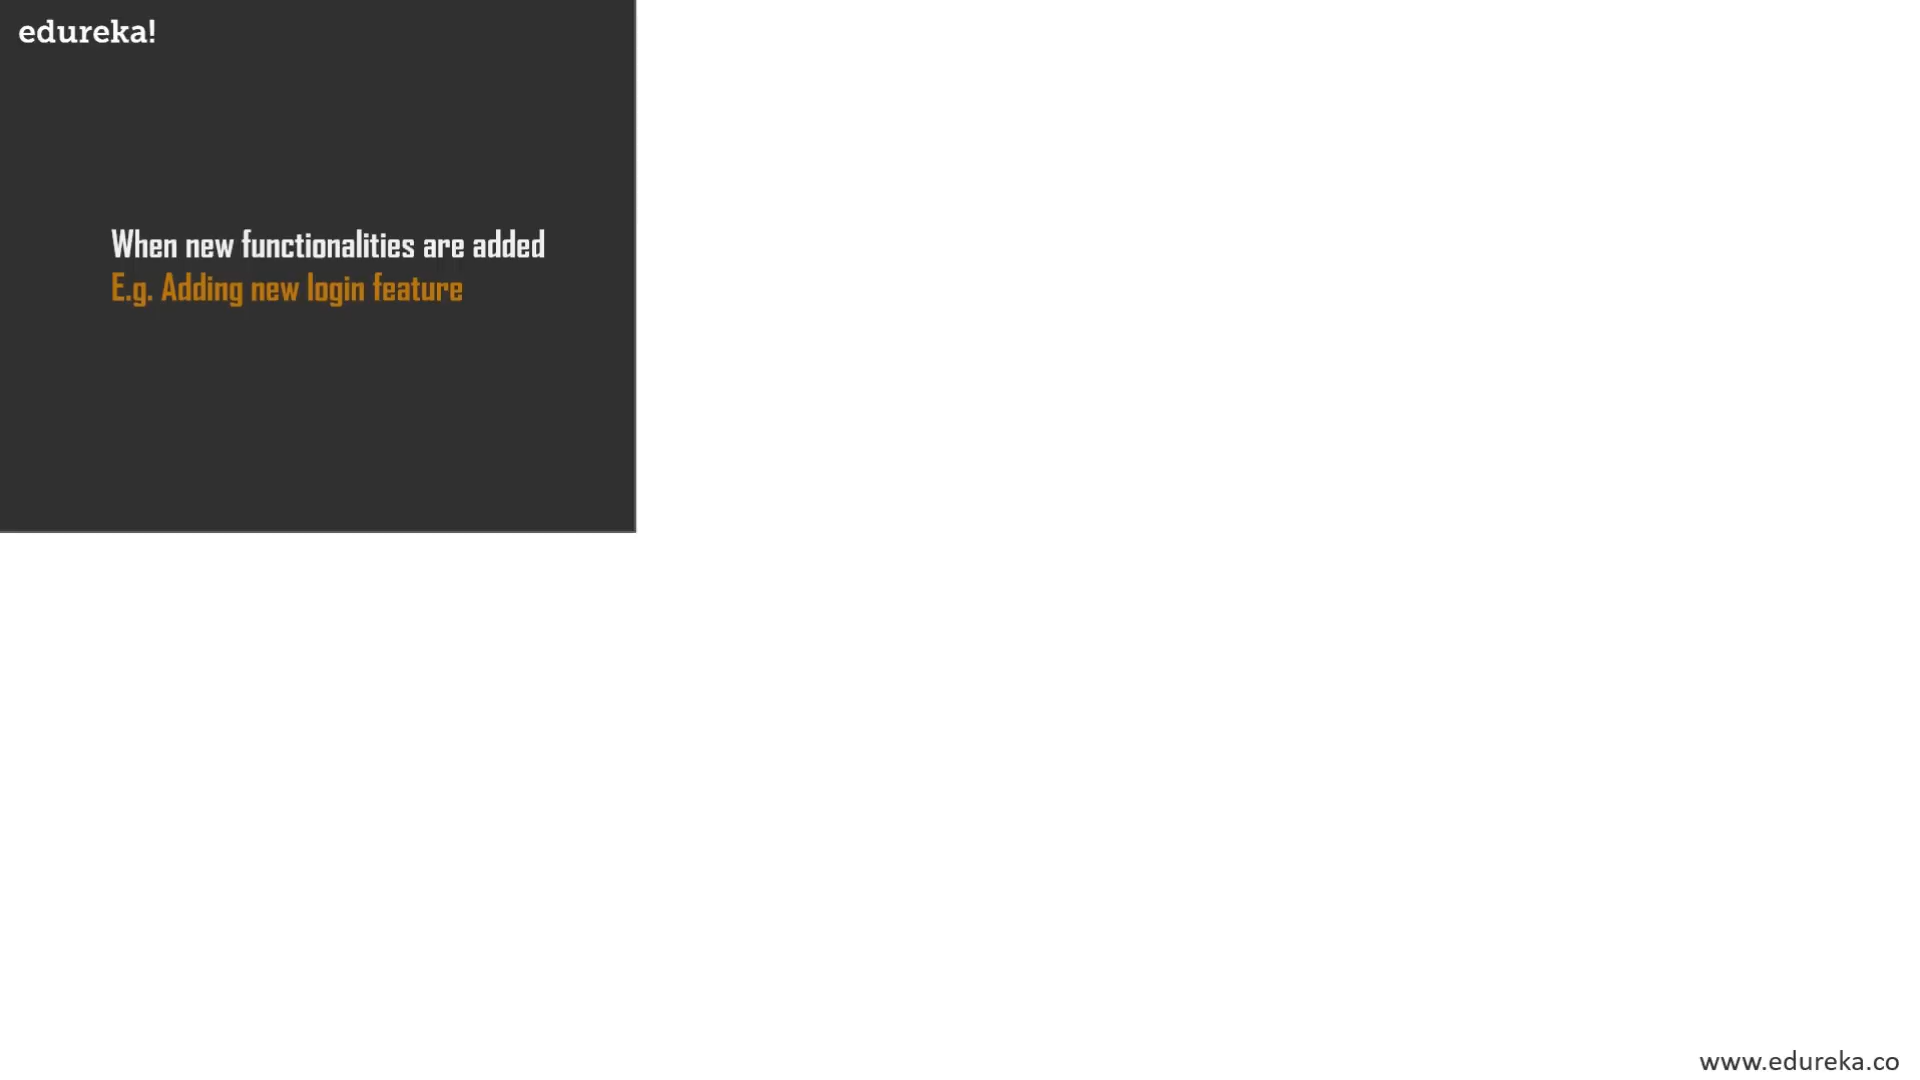 edureka!
When new functionalities are added
E.g. Adding new login feature
www.edureka.co